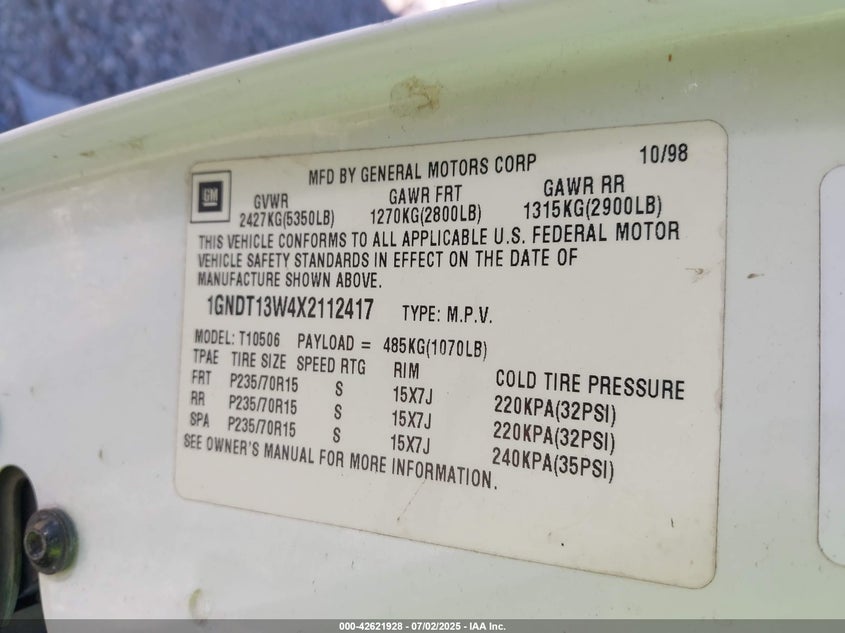 GM
MFD BY GENERAL MOTORS CORP 10/98
GVWR GAWR FRT GAWR RR
2427KG(5350LB) 1270KG(2800LB) 1315KG(2900LB)
THIS VEHICLE CONFORMS TO ALL APPLICABLE U.S. FEDERAL MOTOR
VEHICLE SAFETY STANDARDS IN EFFECT ON THE DATE OF
MANUFACTURE SHOWN ABOVE.
1GNDT13W4X2112417 TYPE: M.P.V.
MODEL: T10506 PAYLOAD = 485KG(1070LB)
TPAE TIRE SIZE SPEED RTG RIM COLD TIRE PRESSURE
FRT P235/70R15 S 15X7J 220KPA(32PSI)
RR P235/70R15 S 15X7J 220KPA(32PSI)
SPA P235/70R15 S 15X7J 240KPA(35PSI)
SEE OWNER'S MANUAL FOR MORE INFORMATION.
000-42621928 - 07/02/2025 - IAA Inc.